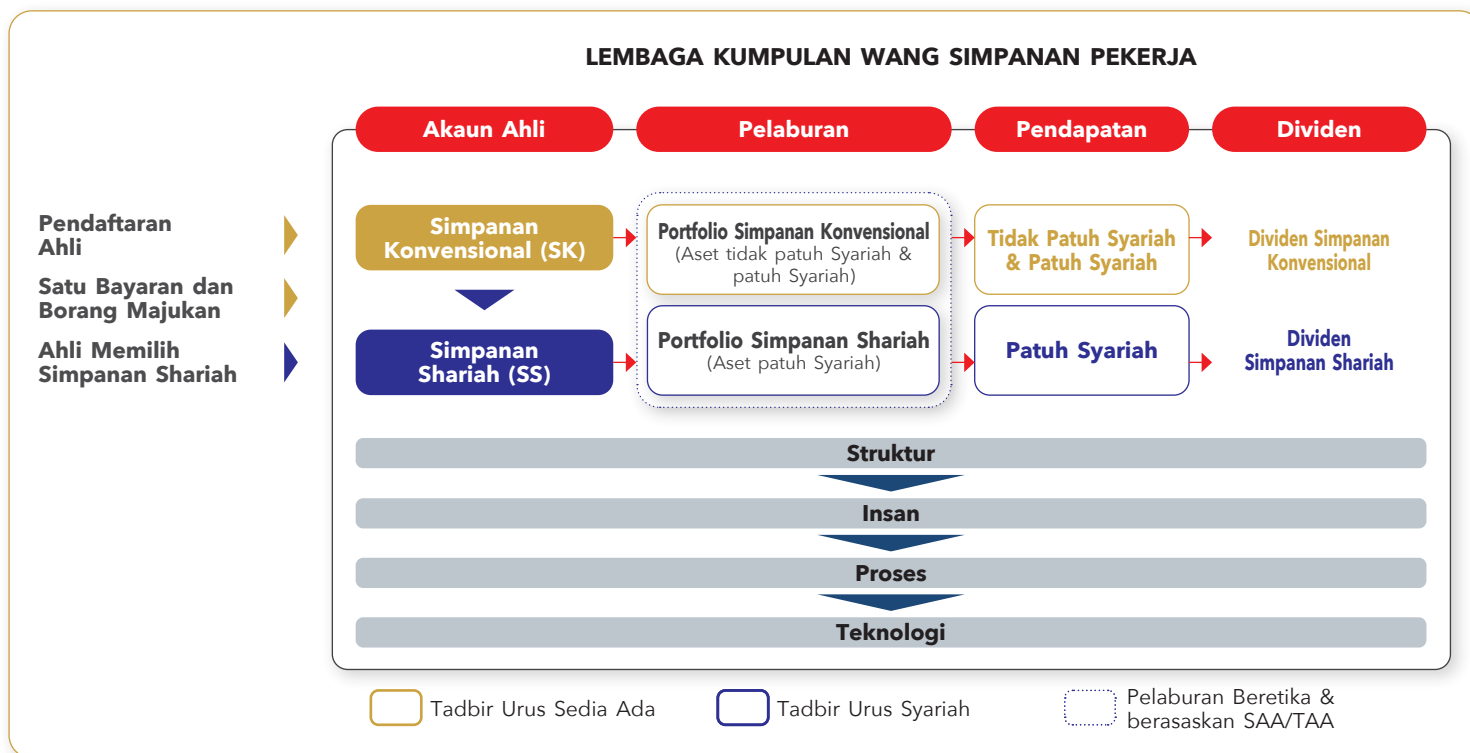 LEMBAGA KUMPULAN WANG SIMPANAN PEKERJA
Akaun Ahli
Pelaburan
Pendapatan
Dividen
Pendaftaran
Ahli
Satu Bayaran dan
Borang Majukan
Ahli Memilih
Simpanan Shariah
Simpanan
Konvensional (SK)
Portfolio Simpanan Konvensional
(Aset tidak patuh Syariah &
patuh Syariah)
Tidak Patuh Syariah
& Patuh Syariah
Dividen Simpanan
Konvensional
Simpanan
Shariah (SS)
Portfolio Simpanan Shariah
(Aset patuh Syariah)
Patuh Syariah
Dividen
Simpanan Shariah
Struktur
Insan
Proses
Teknologi
Tadbir Urus Sedia Ada
Tadbir Urus Syariah
Pelaburan Beretika &
berasaskan SAA/TAA